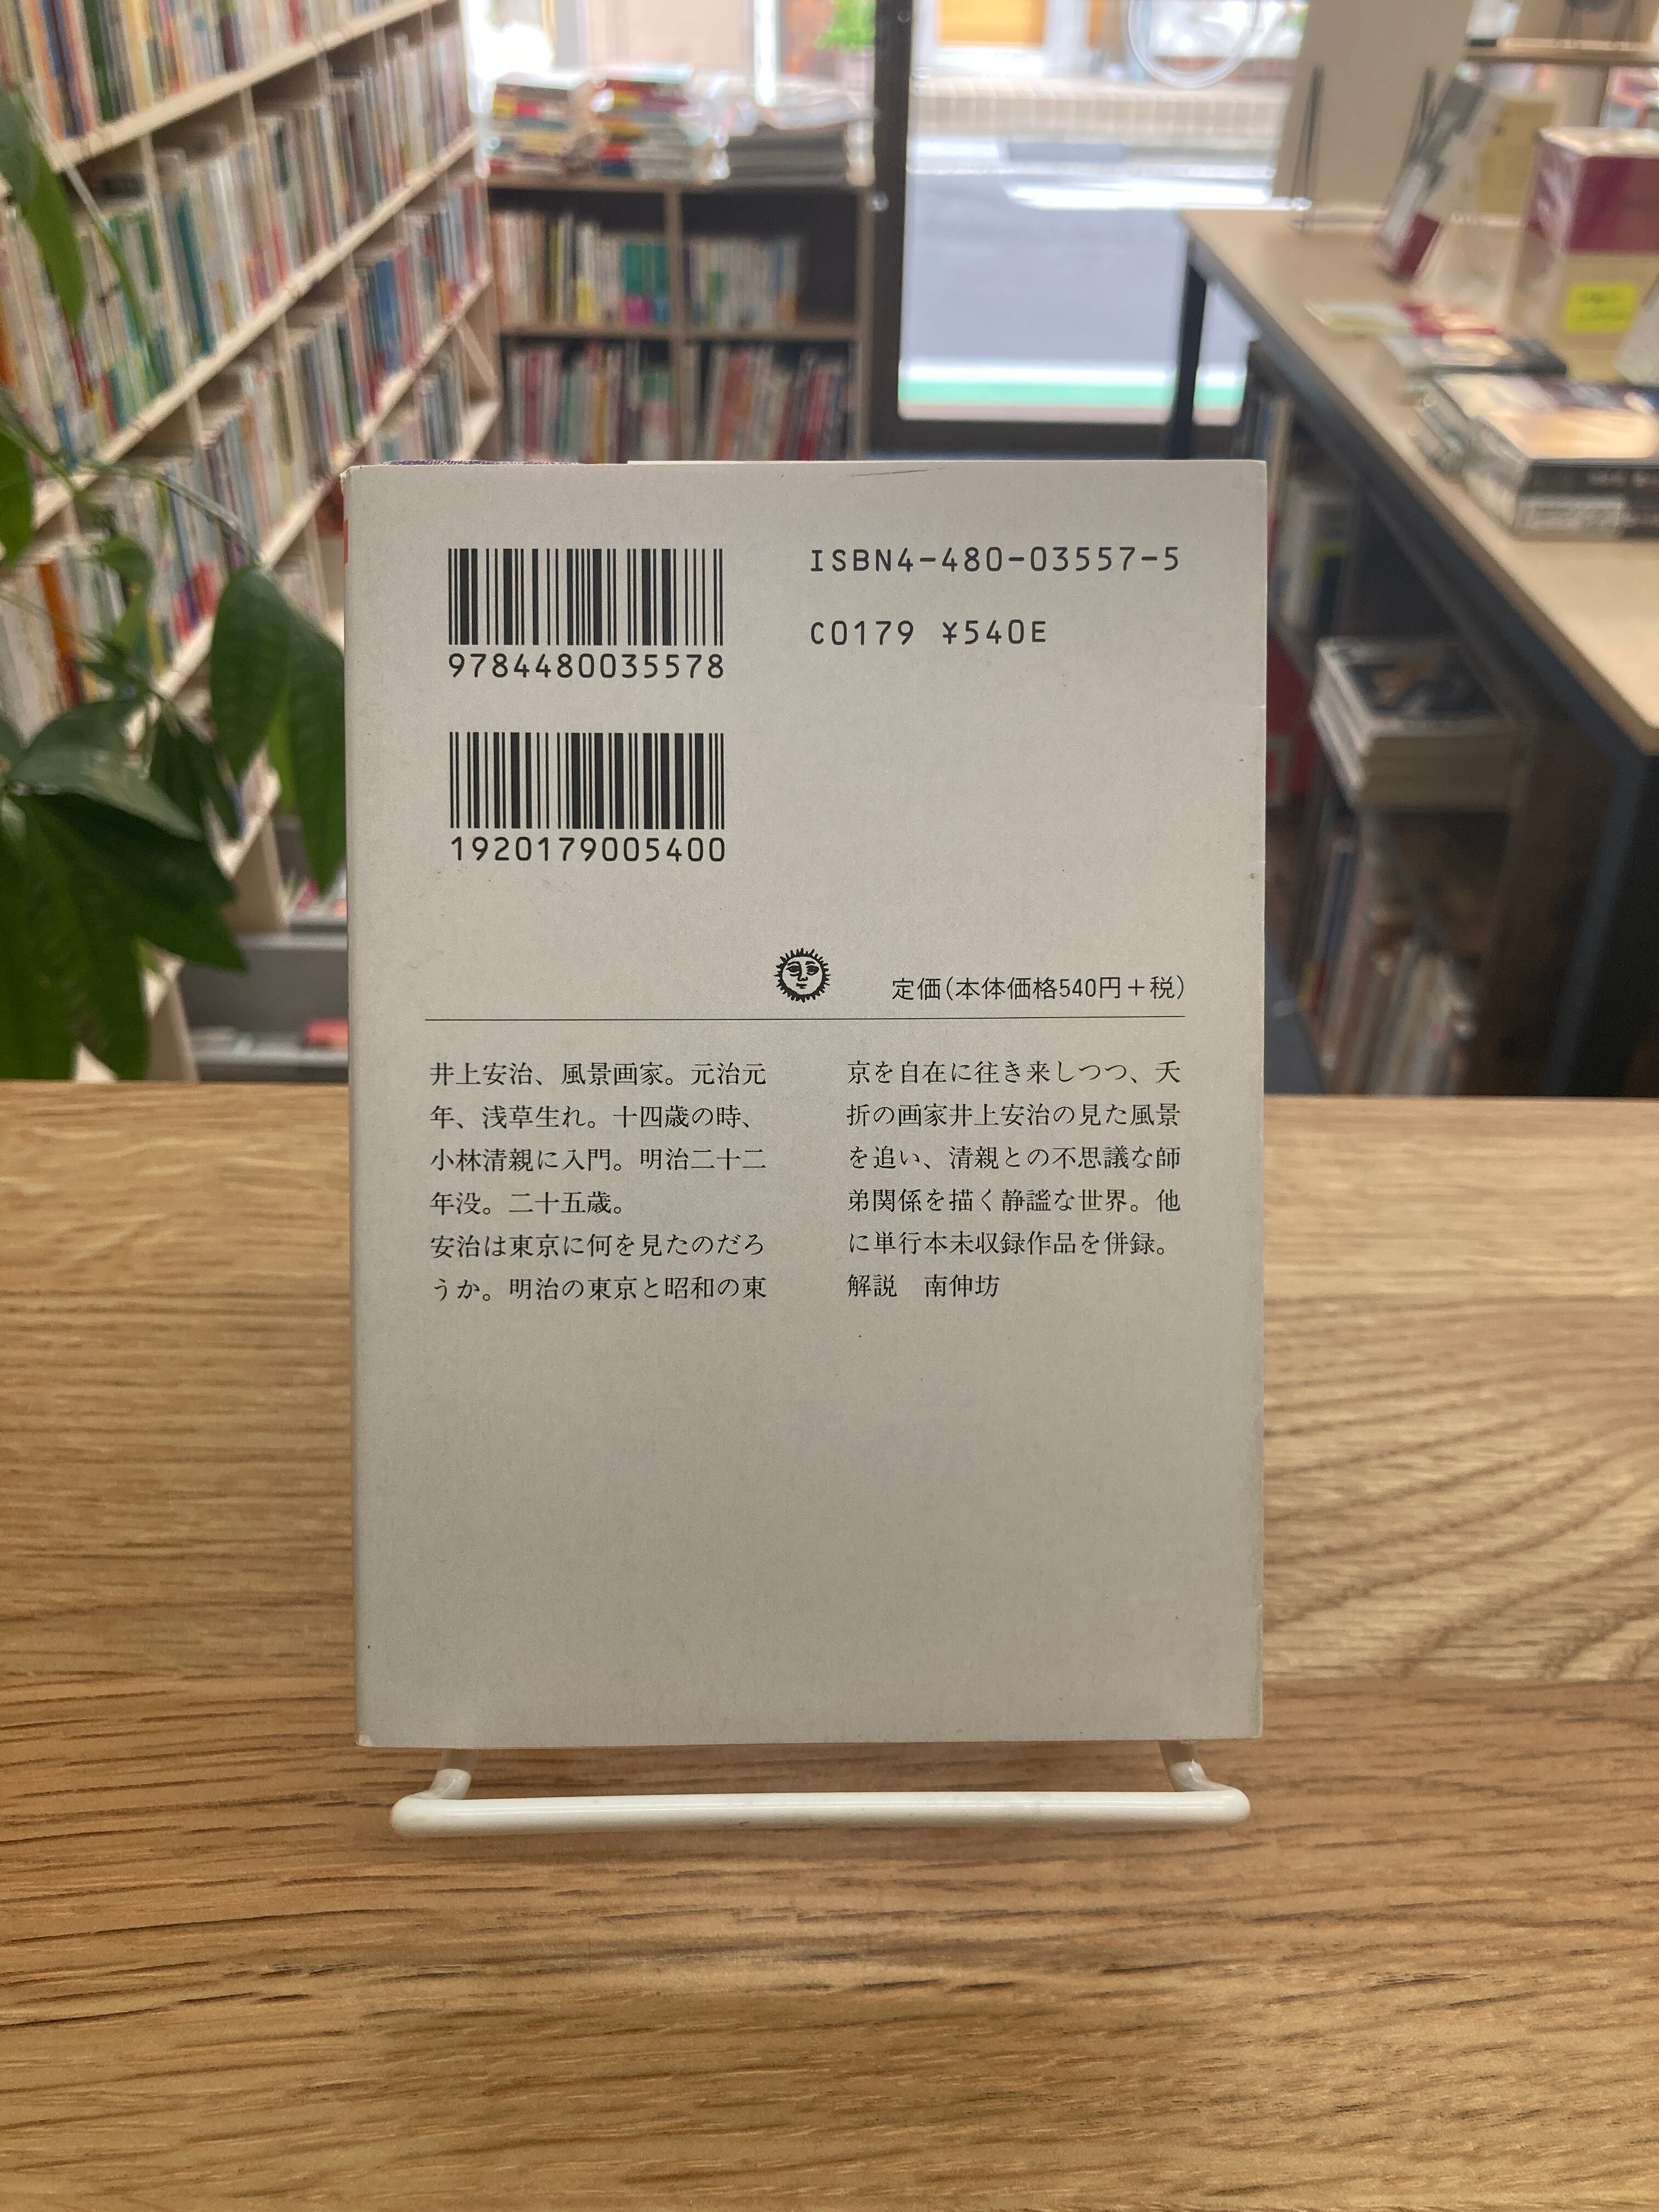 ISBN4-480-03557-5
C0179 ¥540E
9784480035578
1920179005400
定価(本体価格540円+税)
井上安治、風景画家。元治元
年、浅草生れ。十四歳の時、
小林清親に入門。明治二十二
年没。二十五歳。
安治は東京に何を見たのだろ
うか。明治の東京と昭和の東
京を自在に往き来しつつ、夭
折の画家井上安治の見た風景
を追い、清親との不思議な師
弟関係を描く静謐な世界。他
に単行本未収録作品を併録。
解説　南伸坊